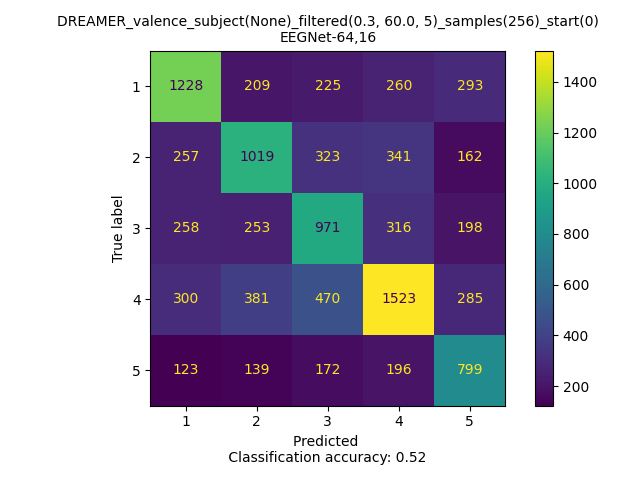 DREAMER_valence_subject(None)_filtered(0.3, 60.0, 5)_samples(256)_start(0)
EEGNet-64,16
1 1228 209 225 260 293
2 257 1019 323 341 162
3 258 253 971 316 198
4 300 381 470 1523 285
5 123 139 172 196 799
1 2 3 4 5
True label
Predicted
Classification accuracy: 0.52
1400
1200
1000
800
600
400
200